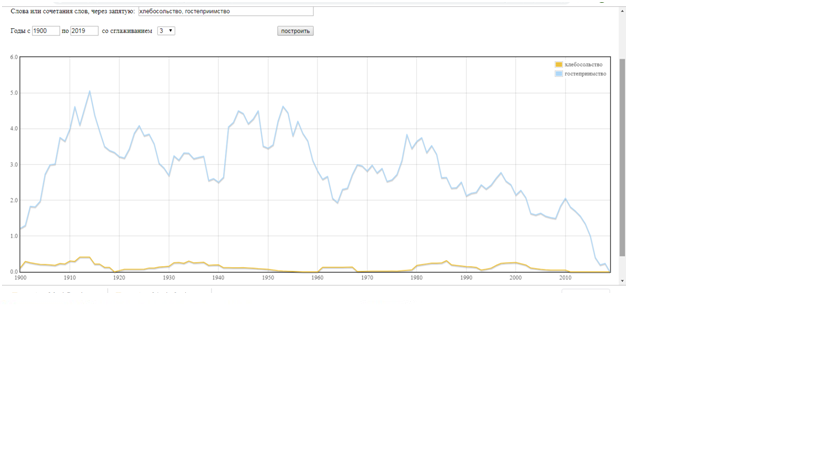 Слова или сочетания слов, через запятую: хлебосольство, гостеприимство
Годы с 1900 по 2019 со сглаживанием 3 построить
хлебосольство
гостеприимство
6.0
5.0
4.0
3.0
2.0
1.0
0.0
1900 1910 1920 1930 1940 1950 1960 1970 1980 1990 2000 2010